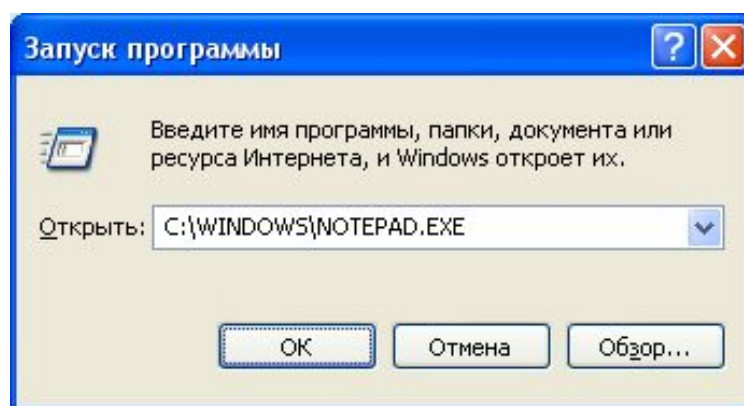 Запуск программы
Введите имя программы, папки, документа или
ресурса Интернета, и Windows откроет их.
Открыть: C:\WINDOWS\NOTEPAD.EXE
ОК Отмена Обзор...